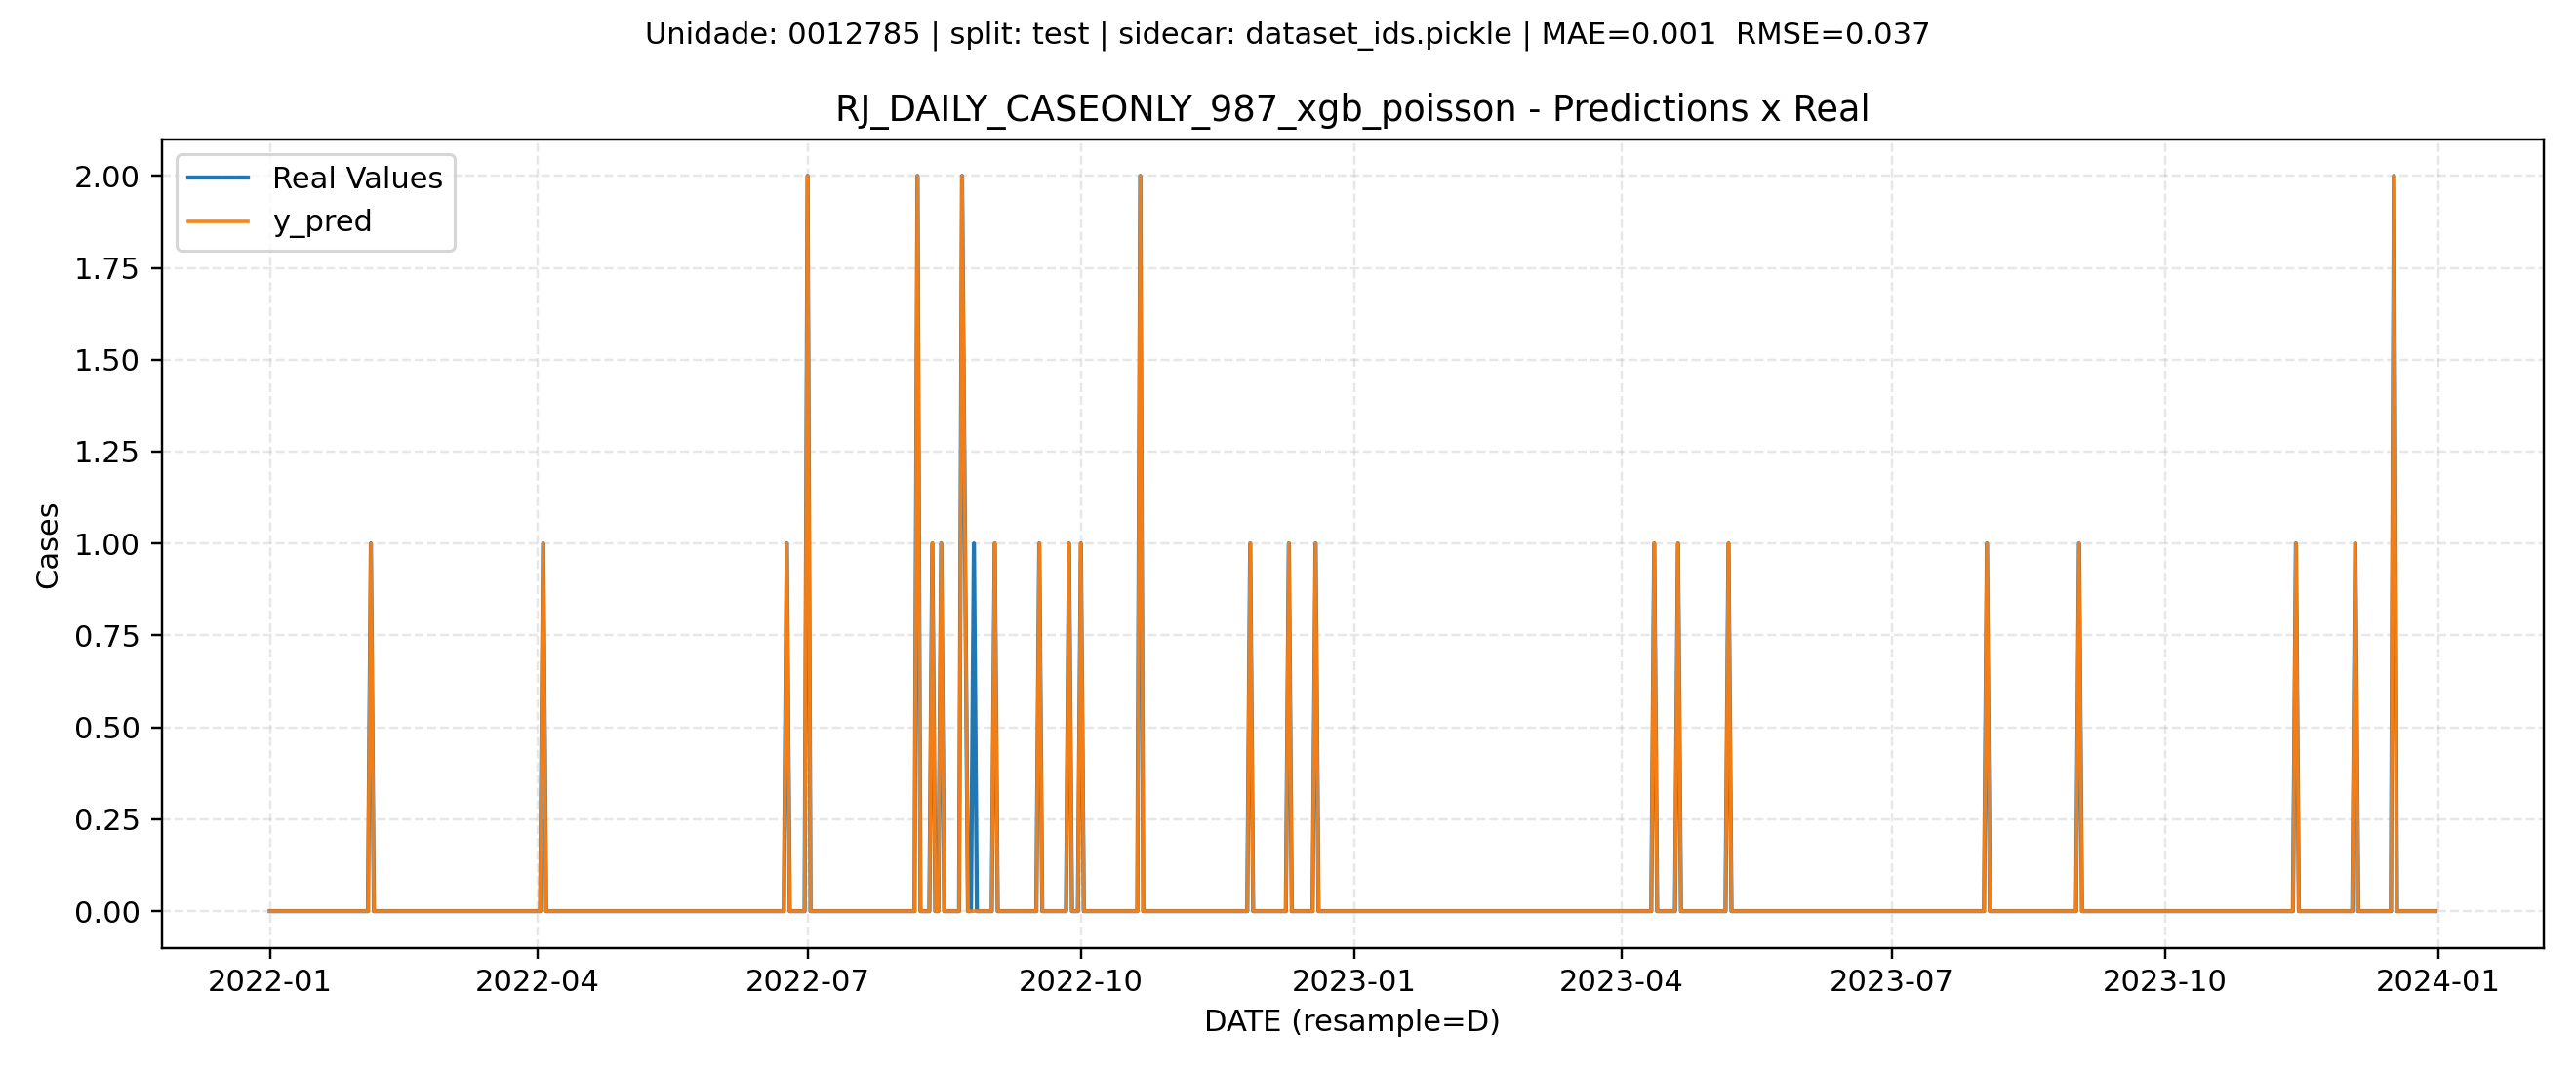 Unidade: 0012785 | split: test | sidecar: dataset_ids.pickle | MAE=0.001  RMSE=0.037
RJ_DAILY_CASEONLY_987_xgb_poisson - Predictions x Real
Real Values
y_pred
2.00
1.75
1.50
1.25
1.00
0.75
0.50
0.25
0.00
Cases
2022-01 2022-04 2022-07 2022-10 2023-01 2023-04 2023-07 2023-10 2024-01
DATE (resample=D)